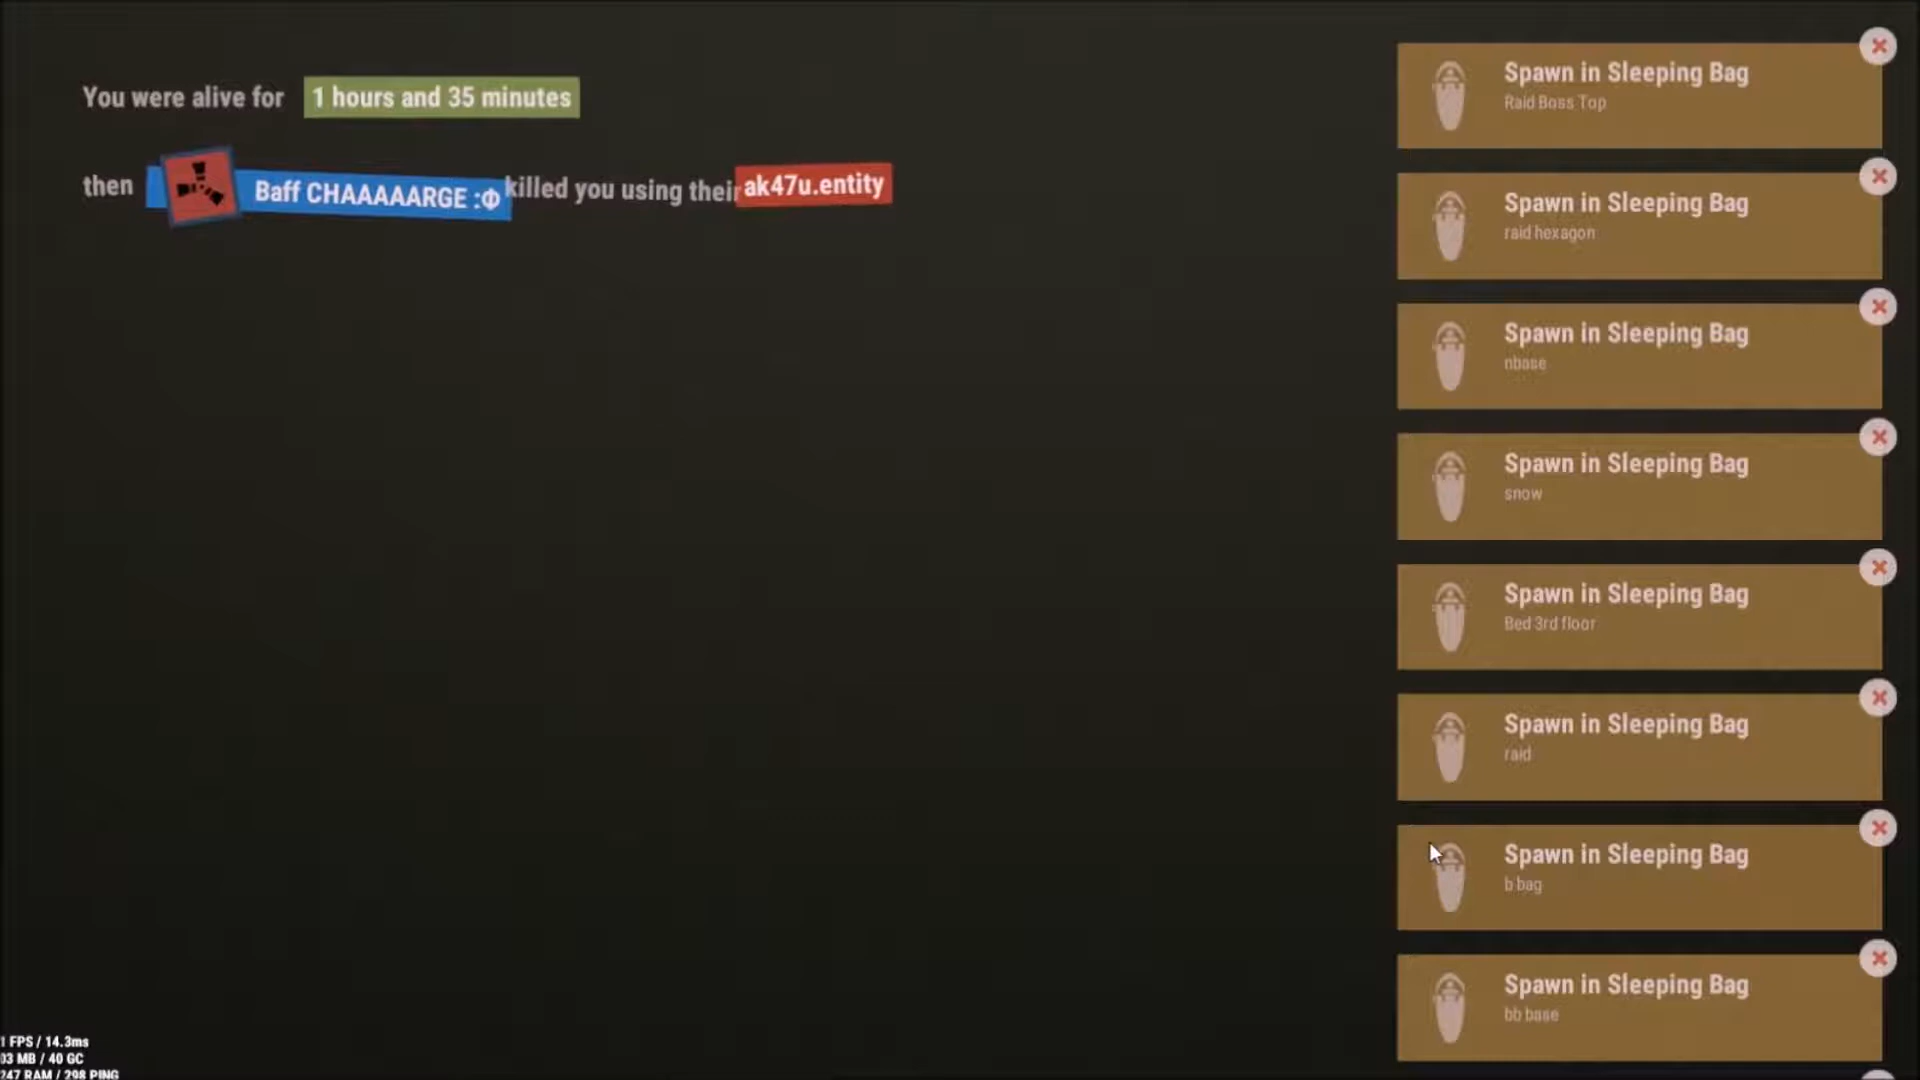 You were alive for 1 hours and 35 minutes
then Baff CHAAAAARGE :Ф killed you using their ak47u.entity
Spawn in Sleeping Bag
Raid Boss Top
Spawn in Sleeping Bag
raid hexagon
Spawn in Sleeping Bag
nbase
Spawn in Sleeping Bag
snow
Spawn in Sleeping Bag
Bed 3rd floor
Spawn in Sleeping Bag
raid
Spawn in Sleeping Bag
b bag
Spawn in Sleeping Bag
bb base
1 FPS / 14.3ms
03 MB / 40 GC
247 RAM / 298 PING